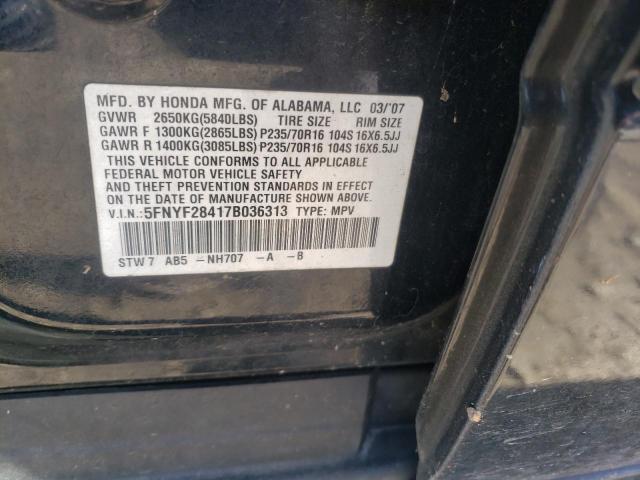 MFD. BY HONDA MFG. OF ALABAMA, LLC 03/'07
GVWR 2650KG(5840LBS) TIRE SIZE RIM SIZE
GAWR F 1300KG(2865LBS) P235/70R16 104S 16X6.5JJ
GAWR R 1400KG(3085LBS) P235/70R16 104S 16X6.5JJ
THIS VEHICLE CONFORMS TO ALL APPLICABLE
FEDERAL MOTOR VEHICLE SAFETY
AND THEFT PREVENTION STANDARDS IN EFFECT
ON THE DATE OF MANUFACTURE SHOWN ABOVE.
V.I.N.:5FNYF28417B036313 TYPE: MPV
STW7 AB5 -NH707 -A -B